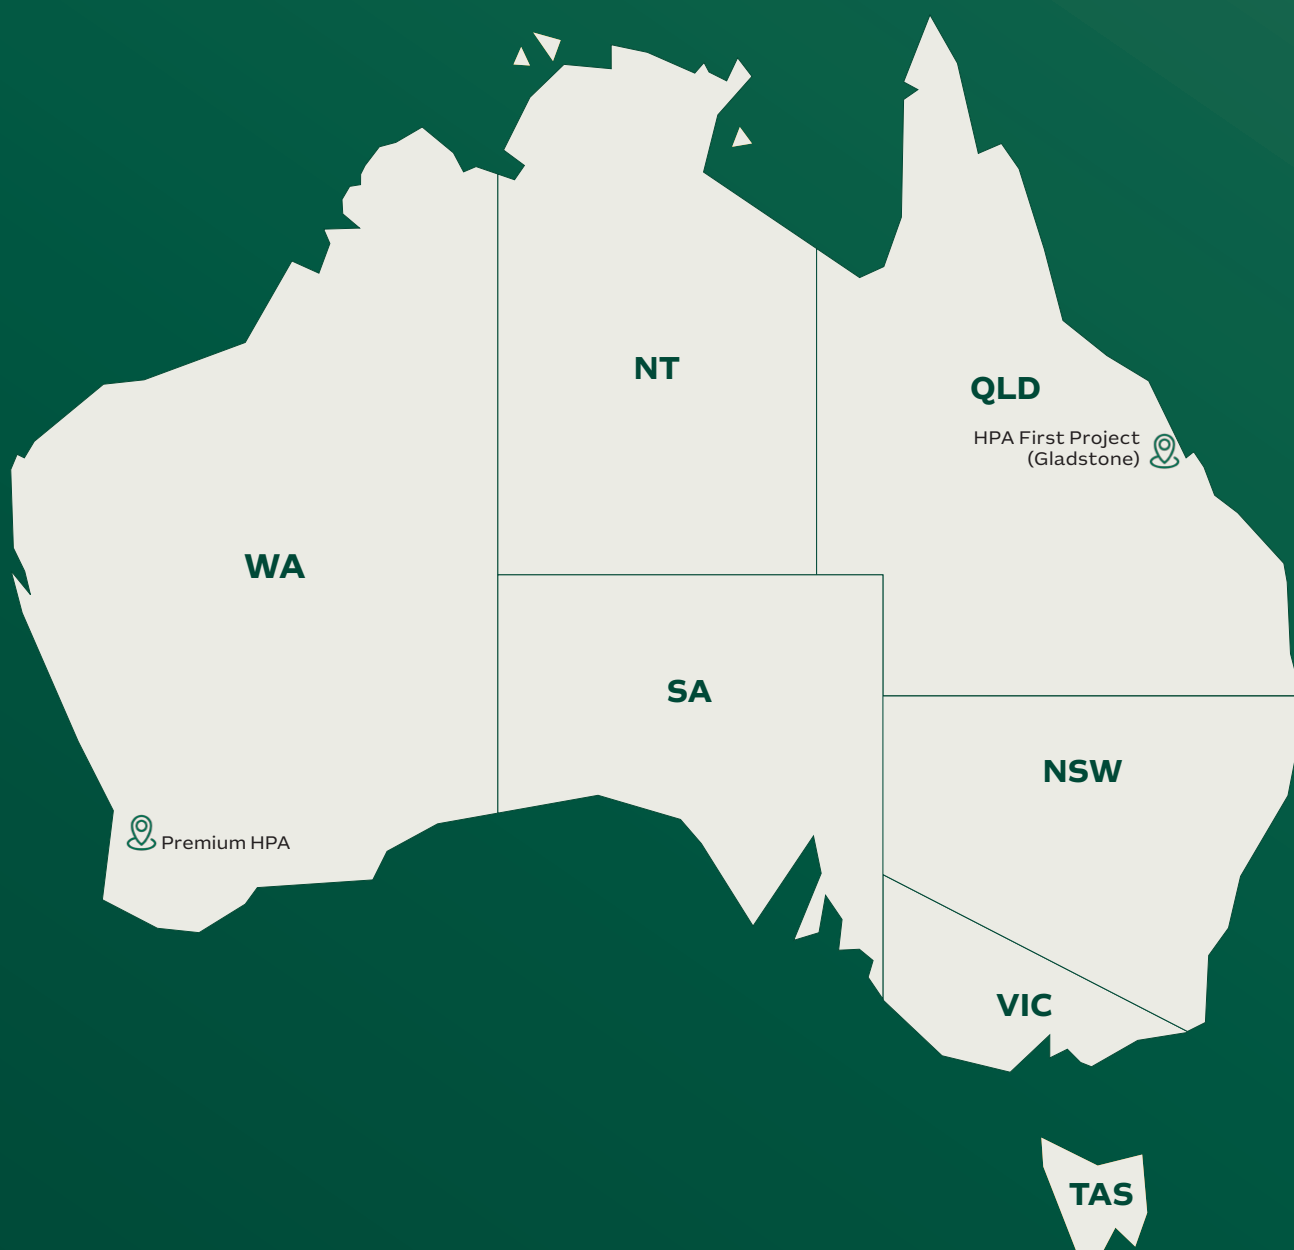 NT
QLD
HPA First Project
(Gladstone)
WA
SA
NSW
Premium HPA
VIC
TAS